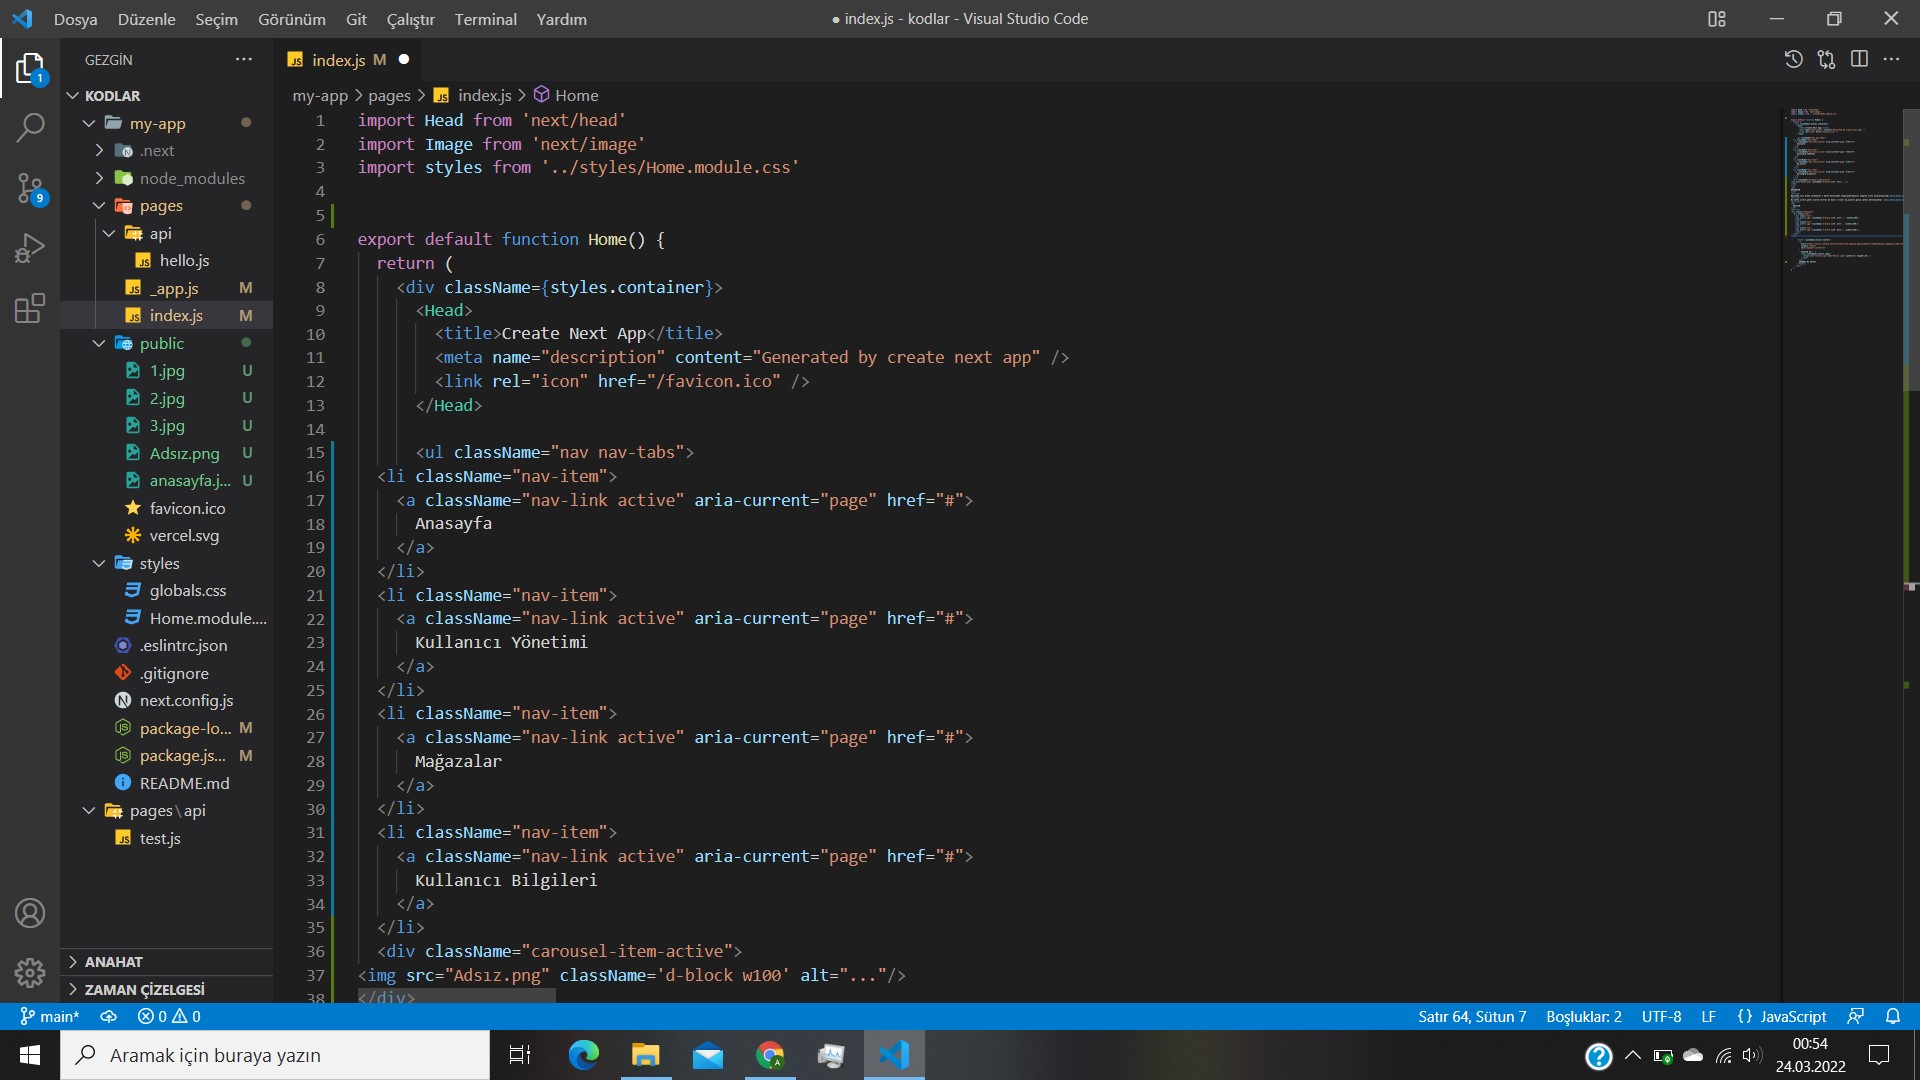 Dosya Düzenle Seçim Görünüm Git Çalıştır Terminal Yardım
● index.js - kodlar - Visual Studio Code
GEZGİN
KODLAR
my-app
.next
node_modules
pages
api
hello.js
_app.js M
index.js M
public
1.jpg U
2.jpg U
3.jpg U
Adsız.png U
anasayfa.j... U
favicon.ico
vercel.svg
styles
globals.css
Home.module....
.eslintrc.json
.gitignore
next.config.js
package-lo... M
package.js... M
README.md
pages\api
test.js
ANAHAT
ZAMAN ÇİZELGESİ
1
9
JS index.js M ●
my-app > pages > JS index.js > Home
1 import Head from 'next/head'
2 import Image from 'next/image'
3 import styles from '../styles/Home.module.css'
4
5
6 export default function Home() {
7 return (
8 <div className={styles.container}>
9 <Head>
10 <title>Create Next App</title>
11 <meta name="description" content="Generated by create next app" />
12 <link rel="icon" href="/favicon.ico" />
13 </Head>
14
15 <ul className="nav nav-tabs">
16 <li className="nav-item">
17 <a className="nav-link active" aria-current="page" href="#">
18 Anasayfa
19 </a>
20 </li>
21 <li className="nav-item">
22 <a className="nav-link active" aria-current="page" href="#">
23 Kullanıcı Yönetimi
24 </a>
25 </li>
26 <li className="nav-item">
27 <a className="nav-link active" aria-current="page" href="#">
28 Mağazalar
29 </a>
30 </li>
31 <li className="nav-item">
32 <a className="nav-link active" aria-current="page" href="#">
33 Kullanıcı Bilgileri
34 </a>
35 </li>
36 <div className="carousel-item-active">
37 <img src="Adsız.png" className='d-block w100' alt="..."/>
38 </div>
main* 0 0 Satır 64, Sütun 7 Boşluklar: 2 UTF-8 LF {} JavaScript
Aramak için buraya yazın
00:54
24.03.2022